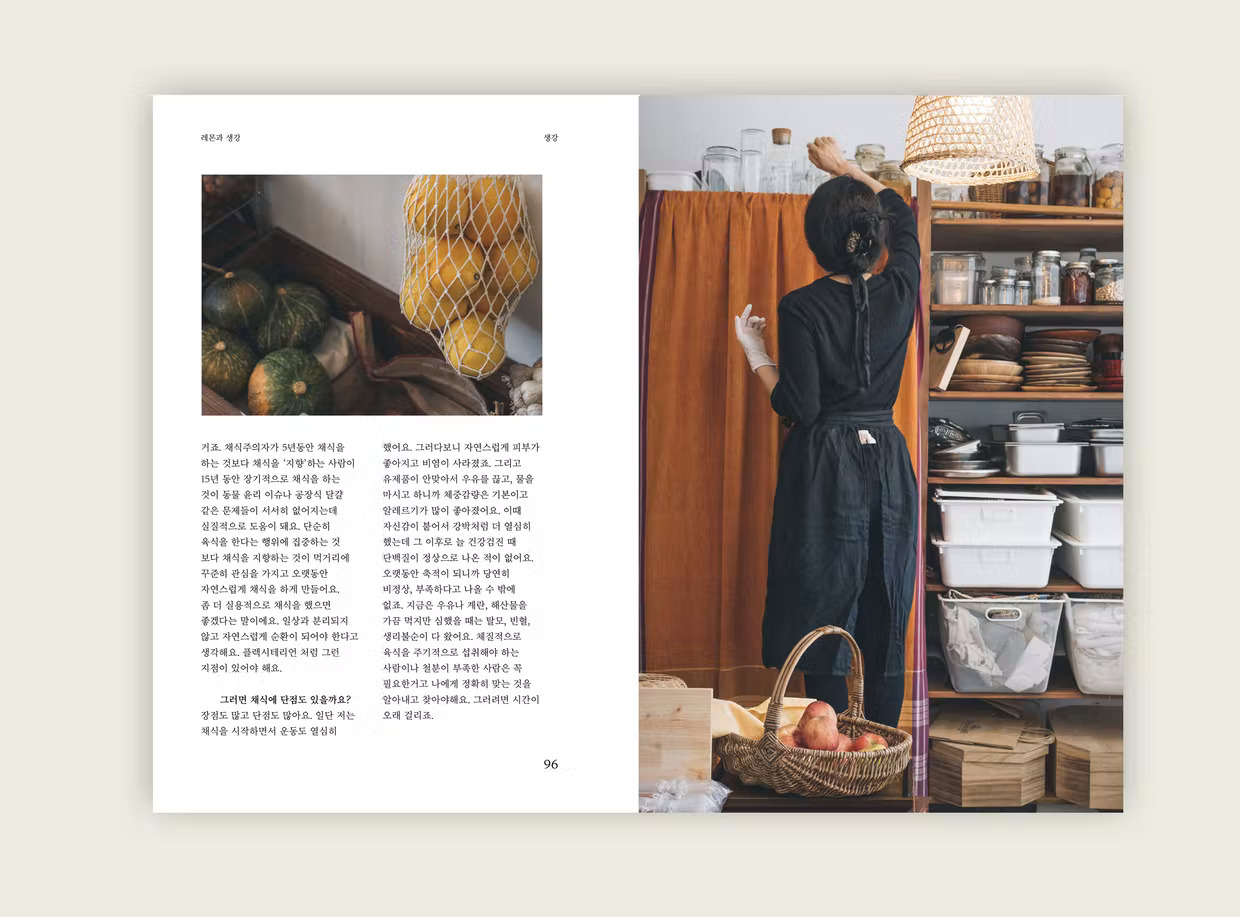 레몬과 생강
생강
거죠. 채식주의자가 5년동안 채식을
하는 것보다 채식을 ‘지향’하는 사람이
15년 동안 장기적으로 채식을 하는
것이 동물 윤리 이슈나 공장식 달걀
같은 문제들이 서서히 없어지는데
실질적으로 도움이 돼요. 단순히
육식을 한다는 행위에 집중하는 것
보다 채식을 지향하는 것이 먹거리에
꾸준히 관심을 가지고 오랫동안
자연스럽게 채식을 하게 만들어요.
좀 더 실용적으로 채식을 했으면
좋겠다는 말이에요. 일상과 분리되지
않고 자연스럽게 순환이 되어야 한다고
생각해요. 플렉시테리언 처럼 그런
지점이 있어야 해요.
그러면 채식에 단점도 있을까요?
장점도 많고 단점도 많아요. 일단 저는
채식을 시작하면서 운동도 열심히
했어요. 그러다보니 자연스럽게 피부가
좋아지고 비염이 사라졌죠. 그리고
유제품이 안맞아서 우유를 끊고, 물을
마시고 하니까 체중감량은 기본이고
알레르기가 많이 좋아졌어요. 이때
자신감이 붙어서 강박처럼 더 열심히
했는데 그 이후로 늘 건강검진 때
단백질이 정상으로 나온 적이 없어요.
오랫동안 축적이 되니까 당연히
비정상, 부족하다고 나올 수 밖에
없죠. 지금은 우유나 계란, 해산물을
가끔 먹지만 심했을 때는 탈모, 빈혈,
생리불순이 다 왔어요. 체질적으로
육식을 주기적으로 섭취해야 하는
사람이나 철분이 부족한 사람은 꼭
필요한거고 나에게 정확히 맞는 것을
알아내고 찾아야해요. 그러려면 시간이
오래 걸리죠.
96